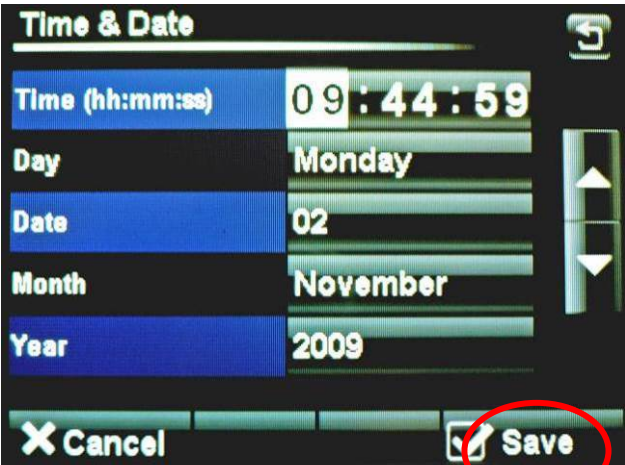 Time & Date
Time (hh:mm:ss) 09:44:59
Day Monday
Date 02
Month November
Year 2009
Cancel Save